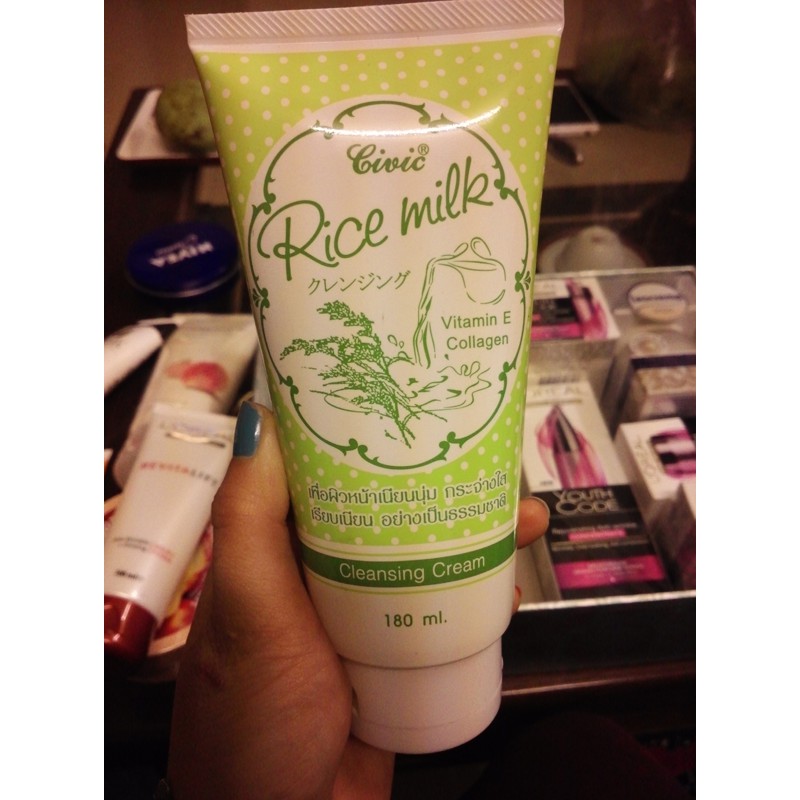 Civic®
Rice milk
クレンジング
Vitamin E
Collagen
เพื่อผิวหน้าเนียนนุ่ม กระจ่างใส
เรียบเนียน อย่างเป็นธรรมชาติ
Cleansing Cream
180 ml.
NIVEA
REVITALIFT
YOUTH
CODE